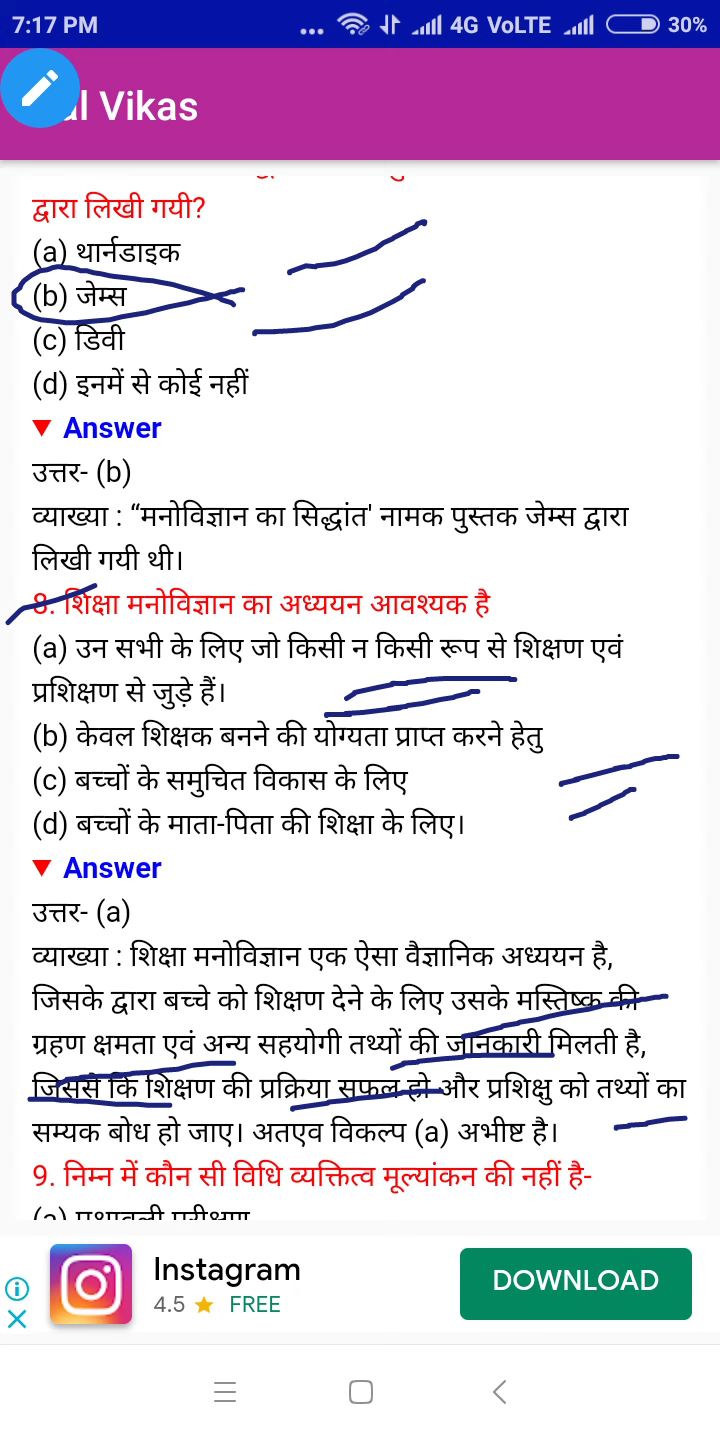 7:17 PM ... 4G VoLTE 30%
al Vikas
द्वारा लिखी गयी?
(a) थार्नडाइक
(b) जेम्स
(c) डिवी
(d) इनमें से कोई नहीं
▼ Answer
उत्तर- (b)
व्याख्या : “मनोविज्ञान का सिद्धांत' नामक पुस्तक जेम्स द्वारा
लिखी गयी थी।
8. शिक्षा मनोविज्ञान का अध्ययन आवश्यक है
(a) उन सभी के लिए जो किसी न किसी रूप से शिक्षण एवं
प्रशिक्षण से जुड़े हैं।
(b) केवल शिक्षक बनने की योग्यता प्राप्त करने हेतु
(c) बच्चों के समुचित विकास के लिए
(d) बच्चों के माता-पिता की शिक्षा के लिए।
▼ Answer
उत्तर- (a)
व्याख्या : शिक्षा मनोविज्ञान एक ऐसा वैज्ञानिक अध्ययन है,
जिसके द्वारा बच्चे को शिक्षण देने के लिए उसके मस्तिष्क की
ग्रहण क्षमता एवं अन्य सहयोगी तथ्यों की जानकारी मिलती है,
जिससे कि शिक्षण की प्रक्रिया सफल हो और प्रशिक्षु को तथ्यों का
सम्यक बोध हो जाए। अतएव विकल्प (a) अभीष्ट है।
9. निम्न में कौन सी विधि व्यक्तित्व मूल्यांकन की नहीं है-
Instagram
4.5 ★ FREE
DOWNLOAD